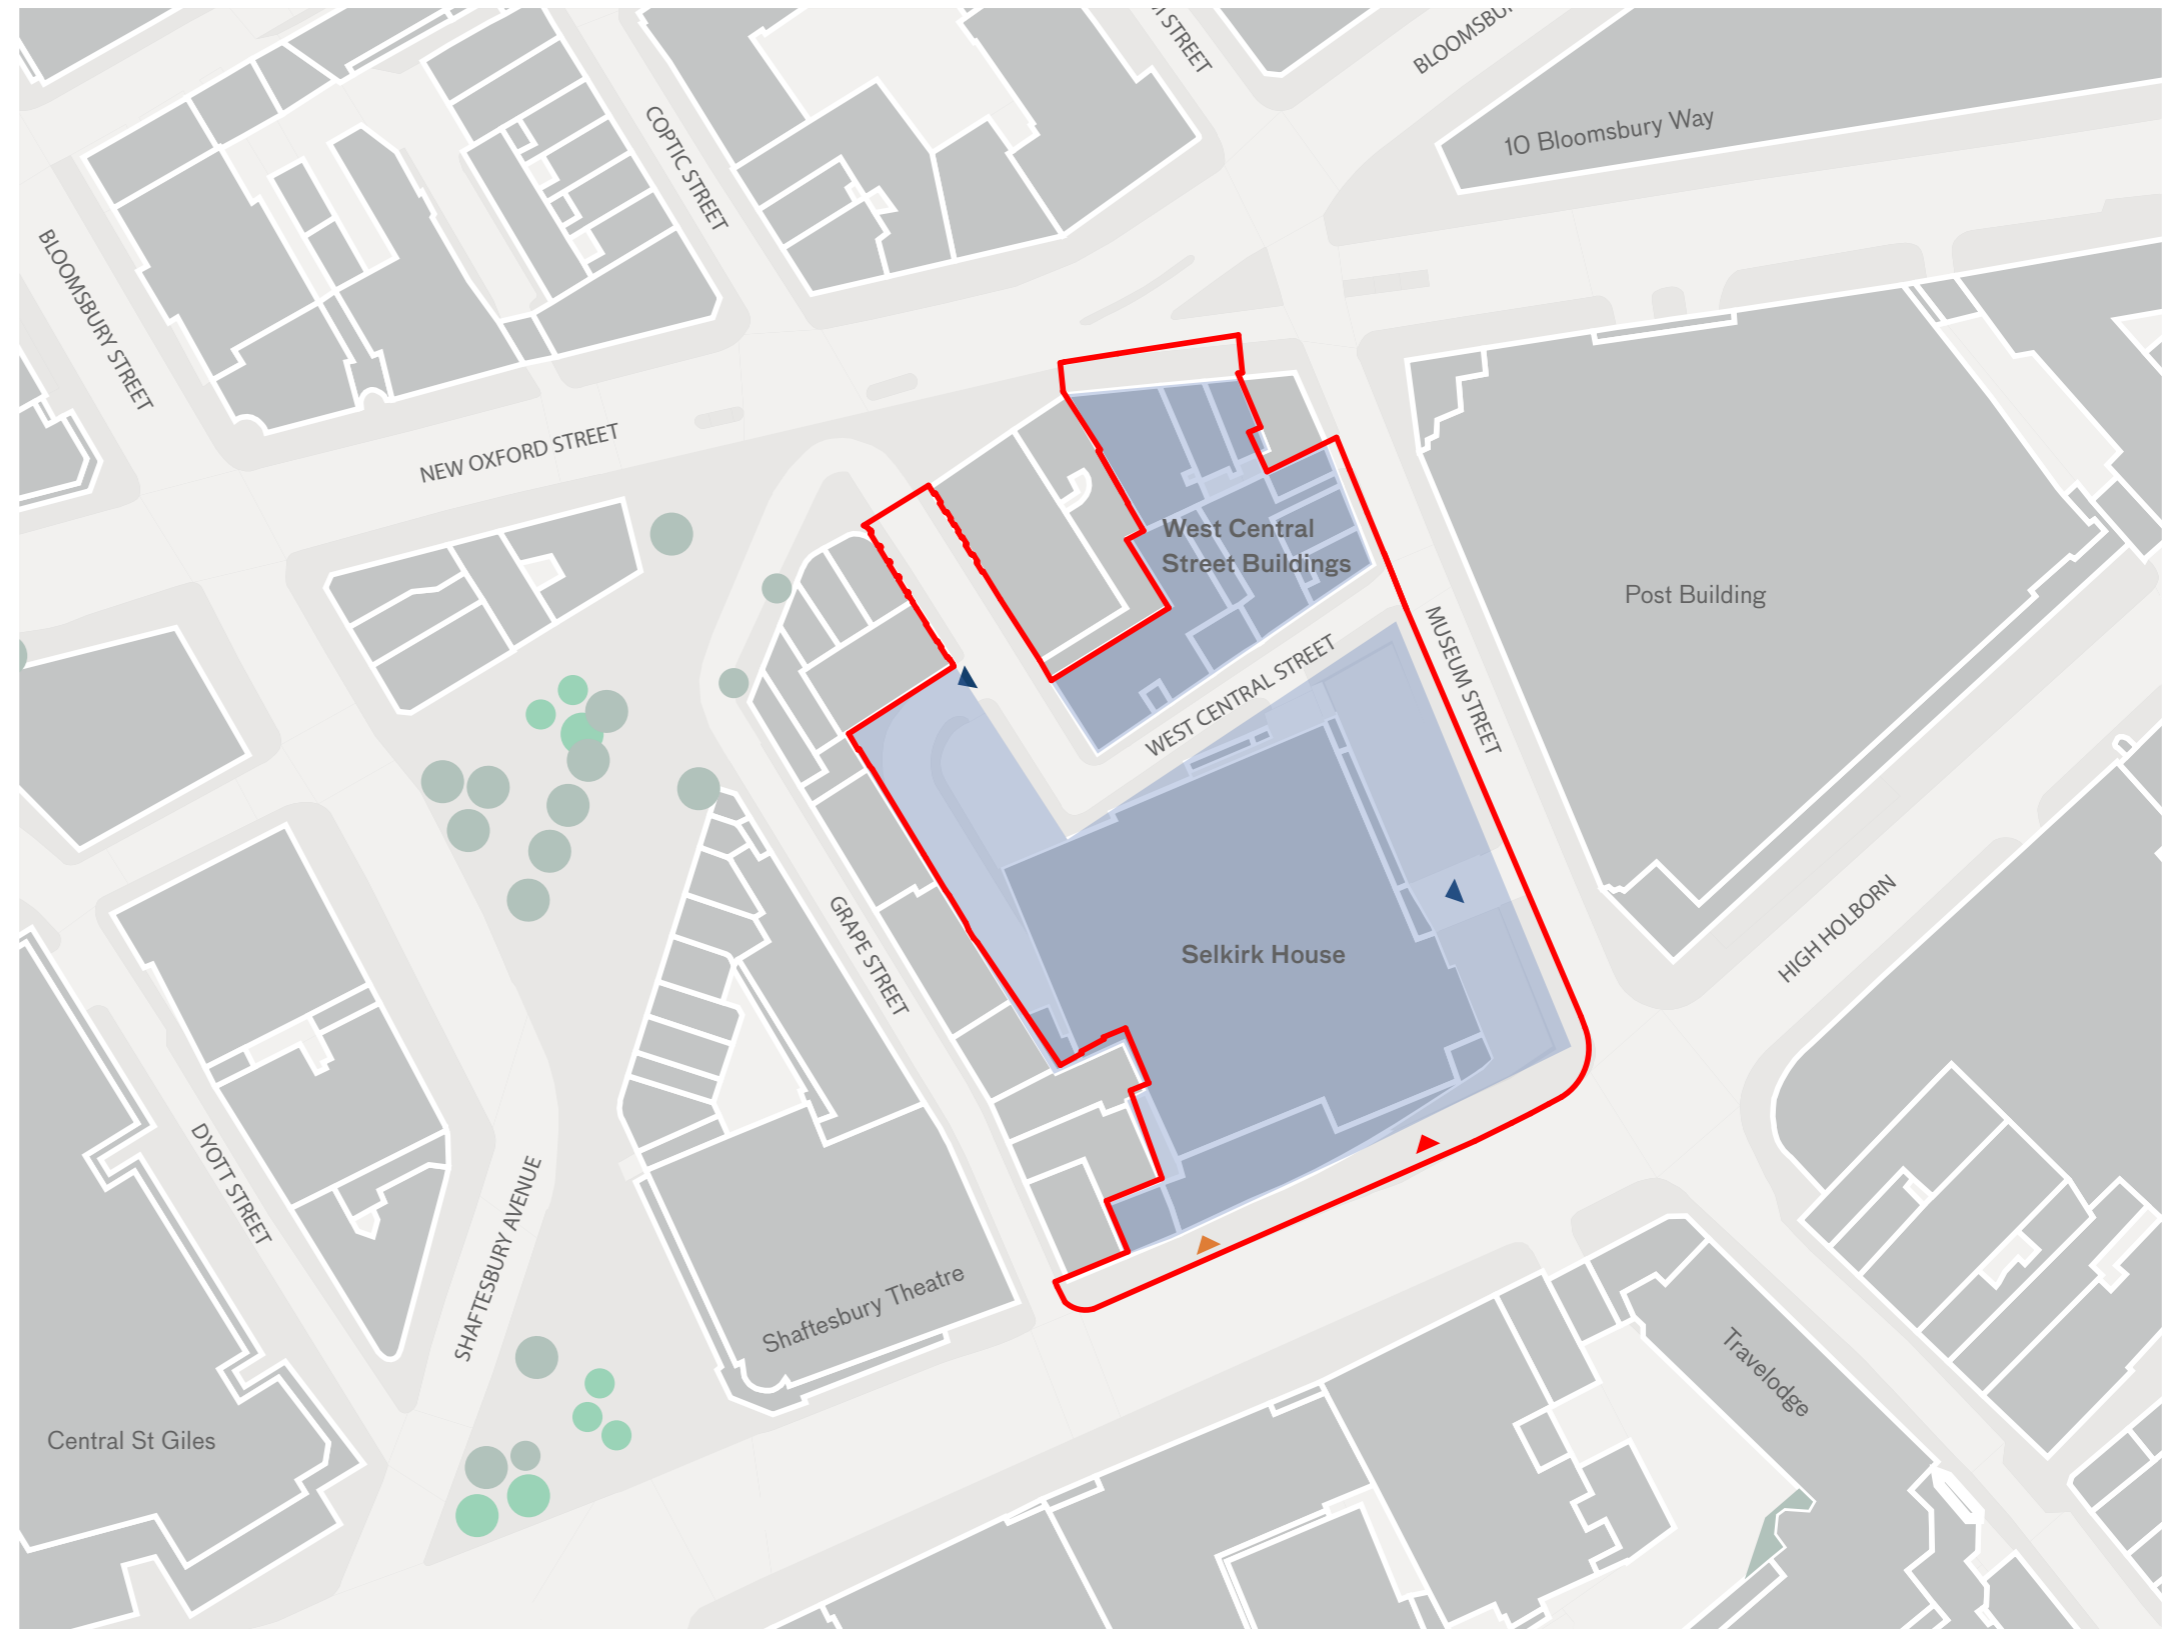 BLOOMSBURY STREET
COPTIC STREET
STREET
10 Bloomsbury Way
NEW OXFORD STREET
West Central
Street Buildings
Post Building
MUSEUM STREET
WEST CENTRAL STREET
GRAPE STREET
Selkirk House
HIGH HOLBORN
DYOTT STREET
SHAFTESBURY AVENUE
Shaftesbury Theatre
Travelodge
Central St Giles